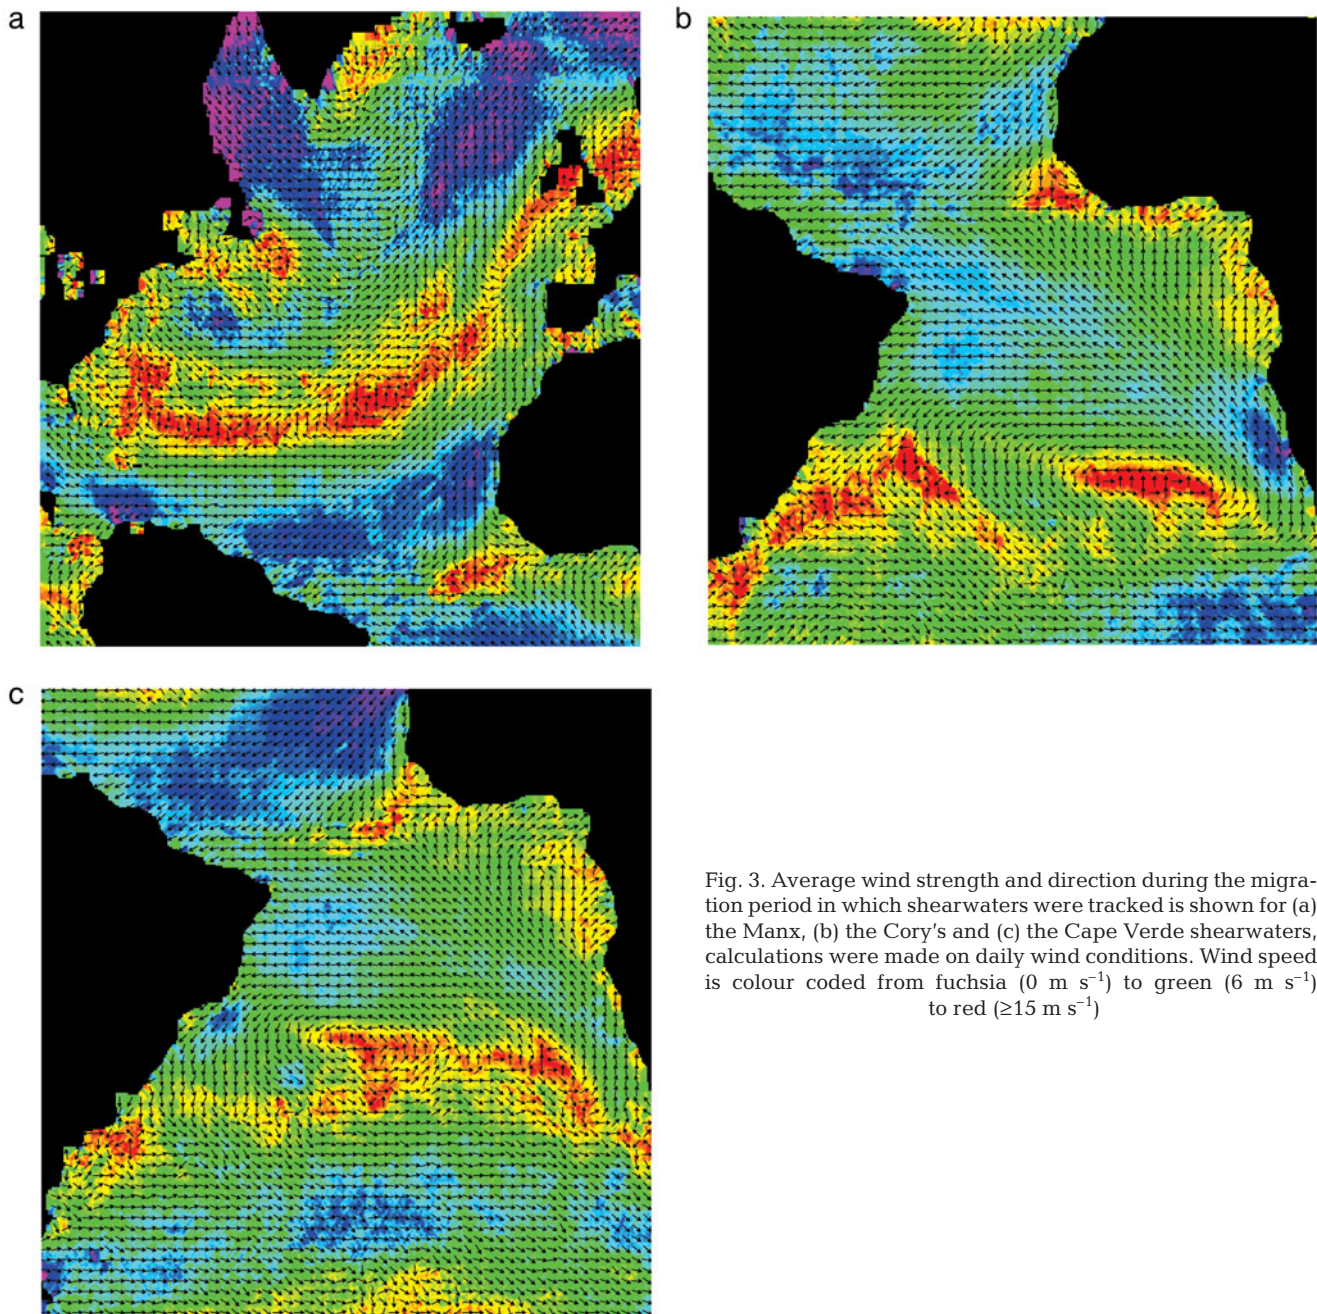 a
b
c
Fig. 3. Average wind strength and direction during the migra-
tion period in which shearwaters were tracked is shown for (a)
the Manx, (b) the Cory's and (c) the Cape Verde shearwaters,
calculations were made on daily wind conditions. Wind speed
is colour coded from fuchsia (0 m s⁻¹) to green (6 m s⁻¹)
to red (≥15 m s⁻¹)